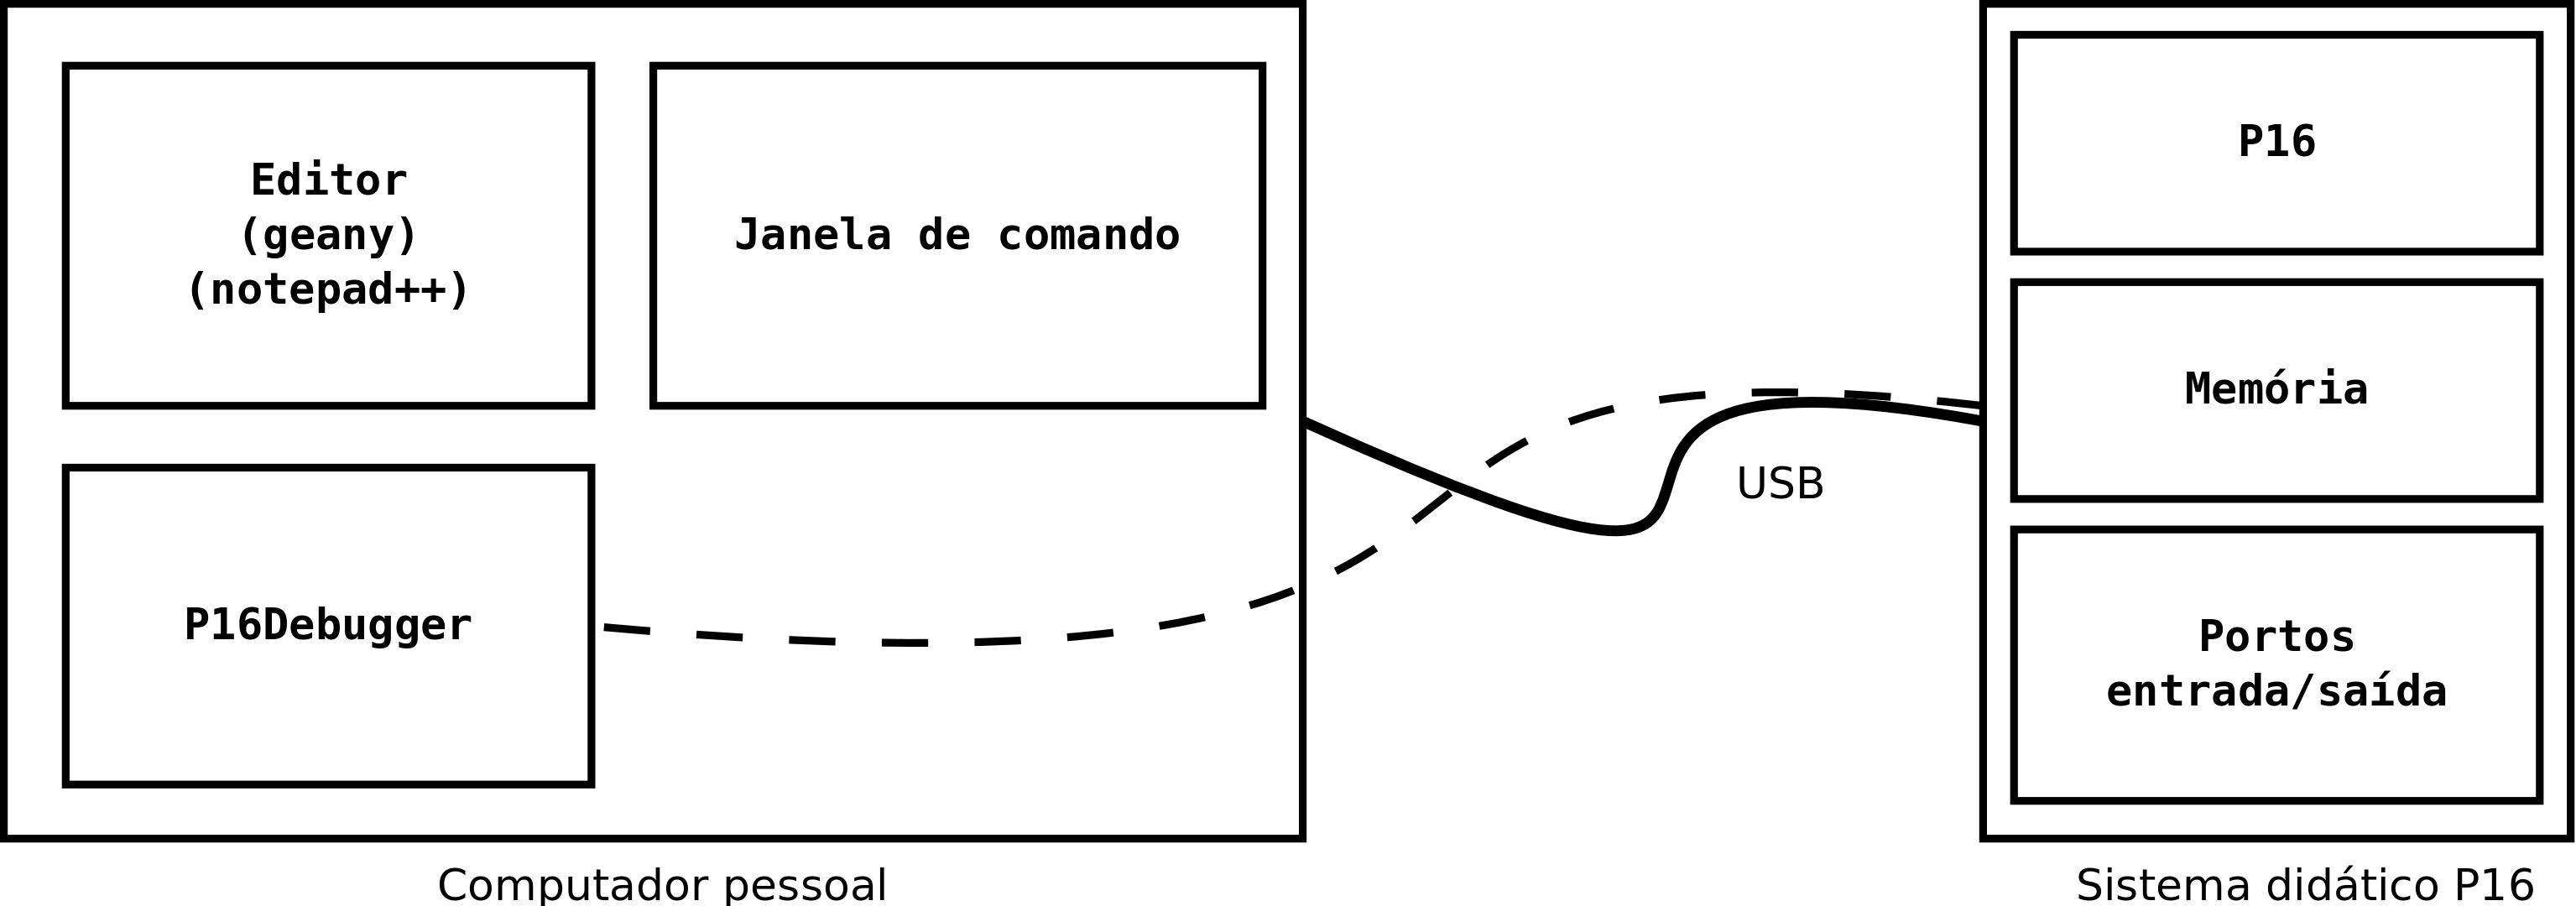 Editor
(geany)
(notepad++)
Janela de comando
P16Debugger
Computador pessoal
USB
P16
Memória
Portos
entrada/saída
Sistema didático P16